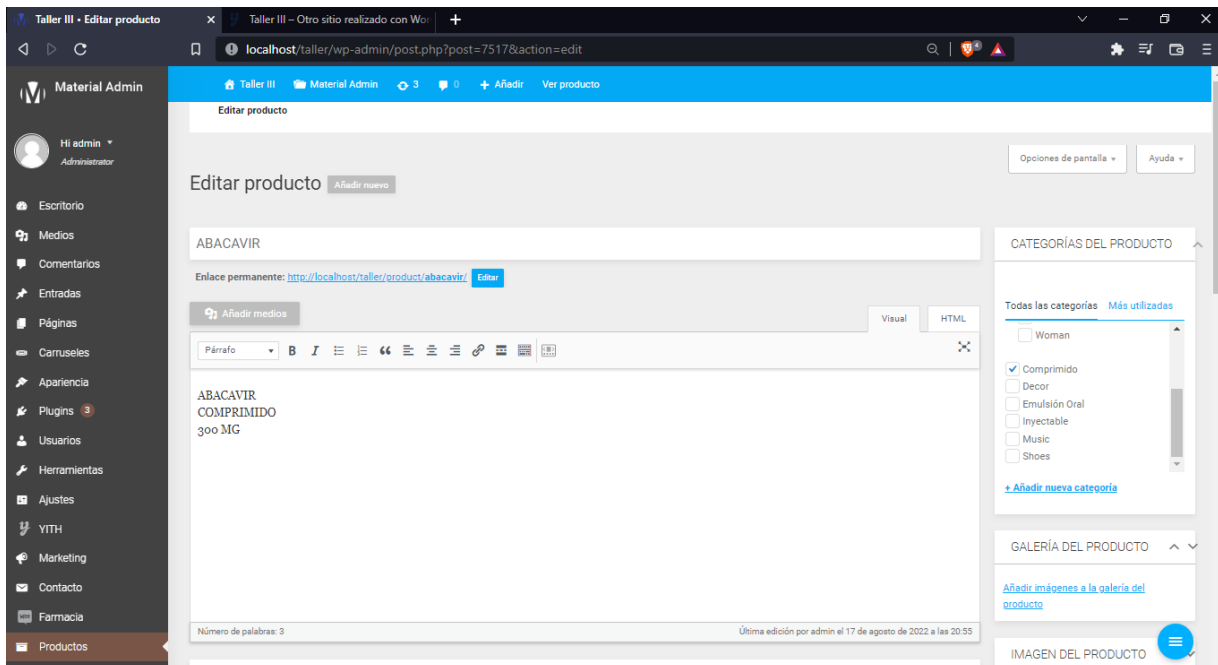 Taller III • Editar producto
Taller III – Otro sitio realizado con Wor
localhost/taller/wp-admin/post.php?post=7517&action=edit
4
Material Admin
Taller III
Material Admin
3
0
Añadir
Ver producto
Editar producto
Hi admin
Administrator
Opciones de pantalla
Ayuda
Editar producto
Añadir nuevo
Escritorio
Medios
Comentarios
Entradas
Páginas
Carruseles
Apariencia
Plugins 3
Usuarios
Herramientas
Ajustes
YITH
Marketing
Contacto
Farmacia
Productos
ABACAVIR
Enlace permanente: http://localhost/taller/product/abacavir/ Editar
Añadir medios
Visual
HTML
Párrafo
B I
ABACAVIR
COMPRIMIDO
300 MG
Número de palabras: 3
Última edición por admin el 17 de agosto de 2022 a las 20:55
CATEGORÍAS DEL PRODUCTO
Todas las categorías Más utilizadas
Woman
Comprimido
Decor
Emulsión Oral
Inyectable
Music
Shoes
+ Añadir nueva categoría
GALERÍA DEL PRODUCTO
Añadir imágenes a la galería del
producto
IMAGEN DEL PRODUCTO